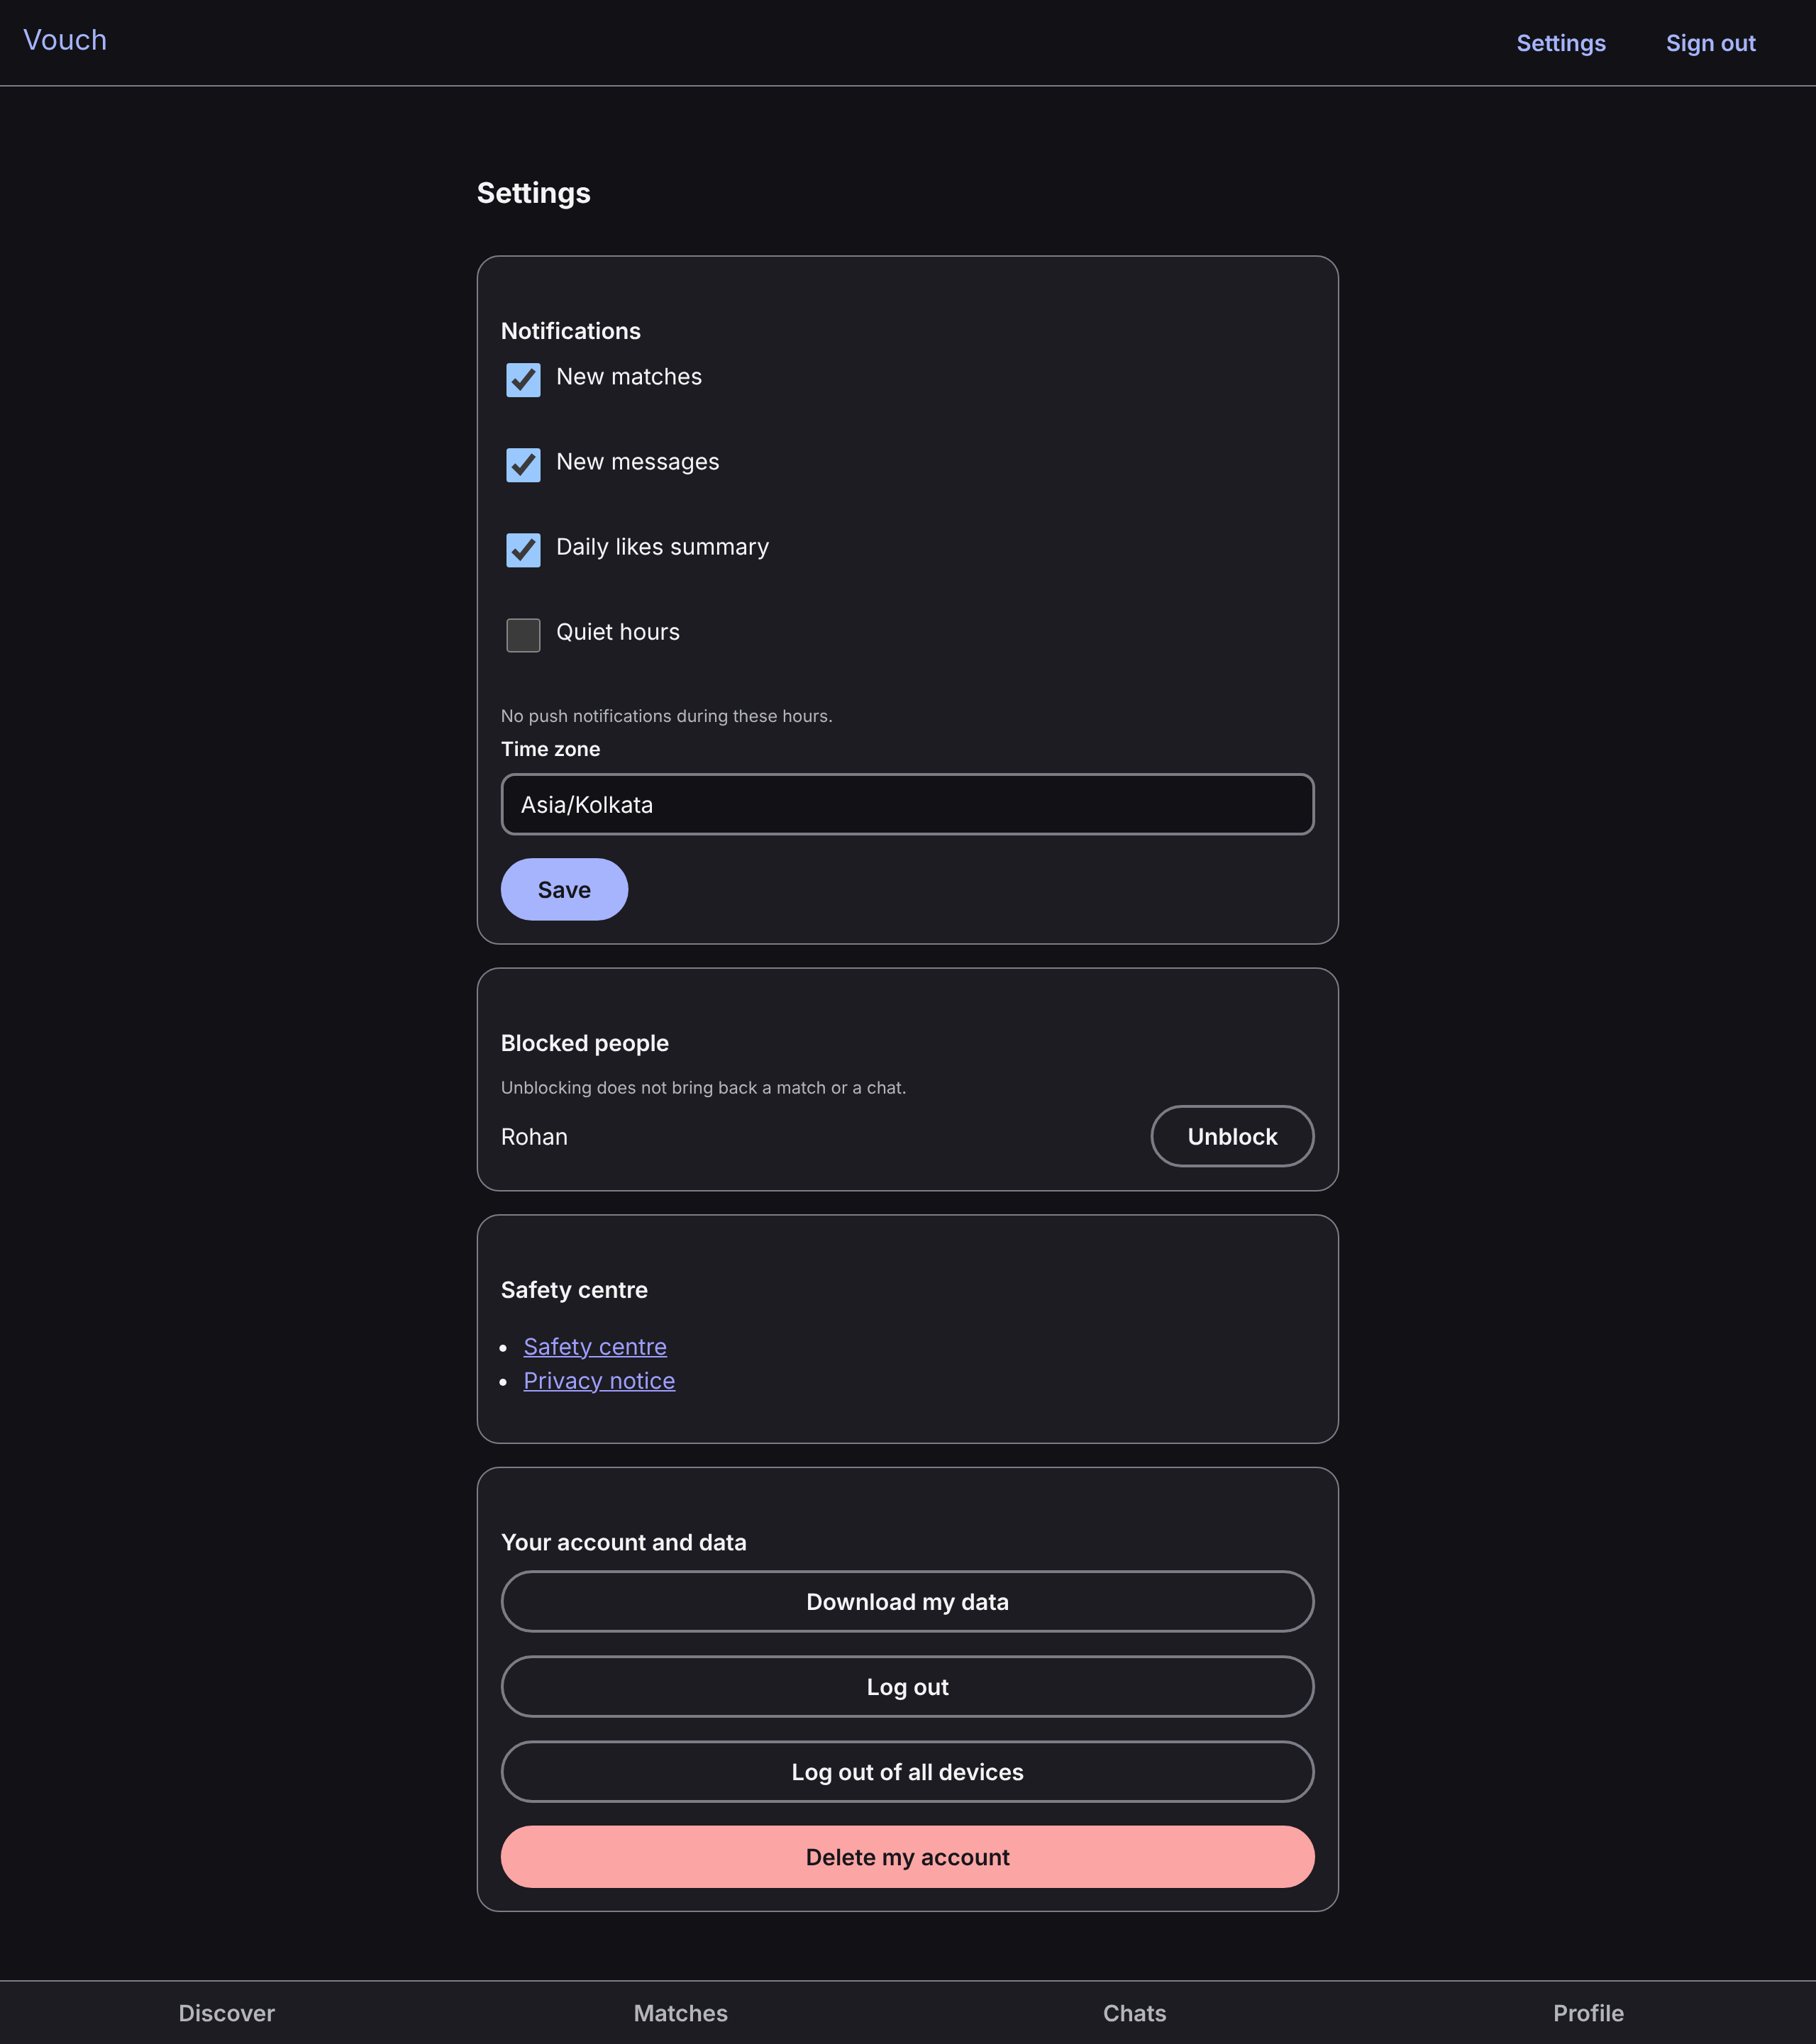 Vouch
Settings
Sign out
Settings
Notifications
New matches
New messages
Daily likes summary
Quiet hours
No push notifications during these hours.
Time zone
Asia/Kolkata
Save
Blocked people
Unblocking does not bring back a match or a chat.
Rohan
Unblock
Safety centre
Safety centre
Privacy notice
Your account and data
Download my data
Log out
Log out of all devices
Delete my account
Discover
Matches
Chats
Profile